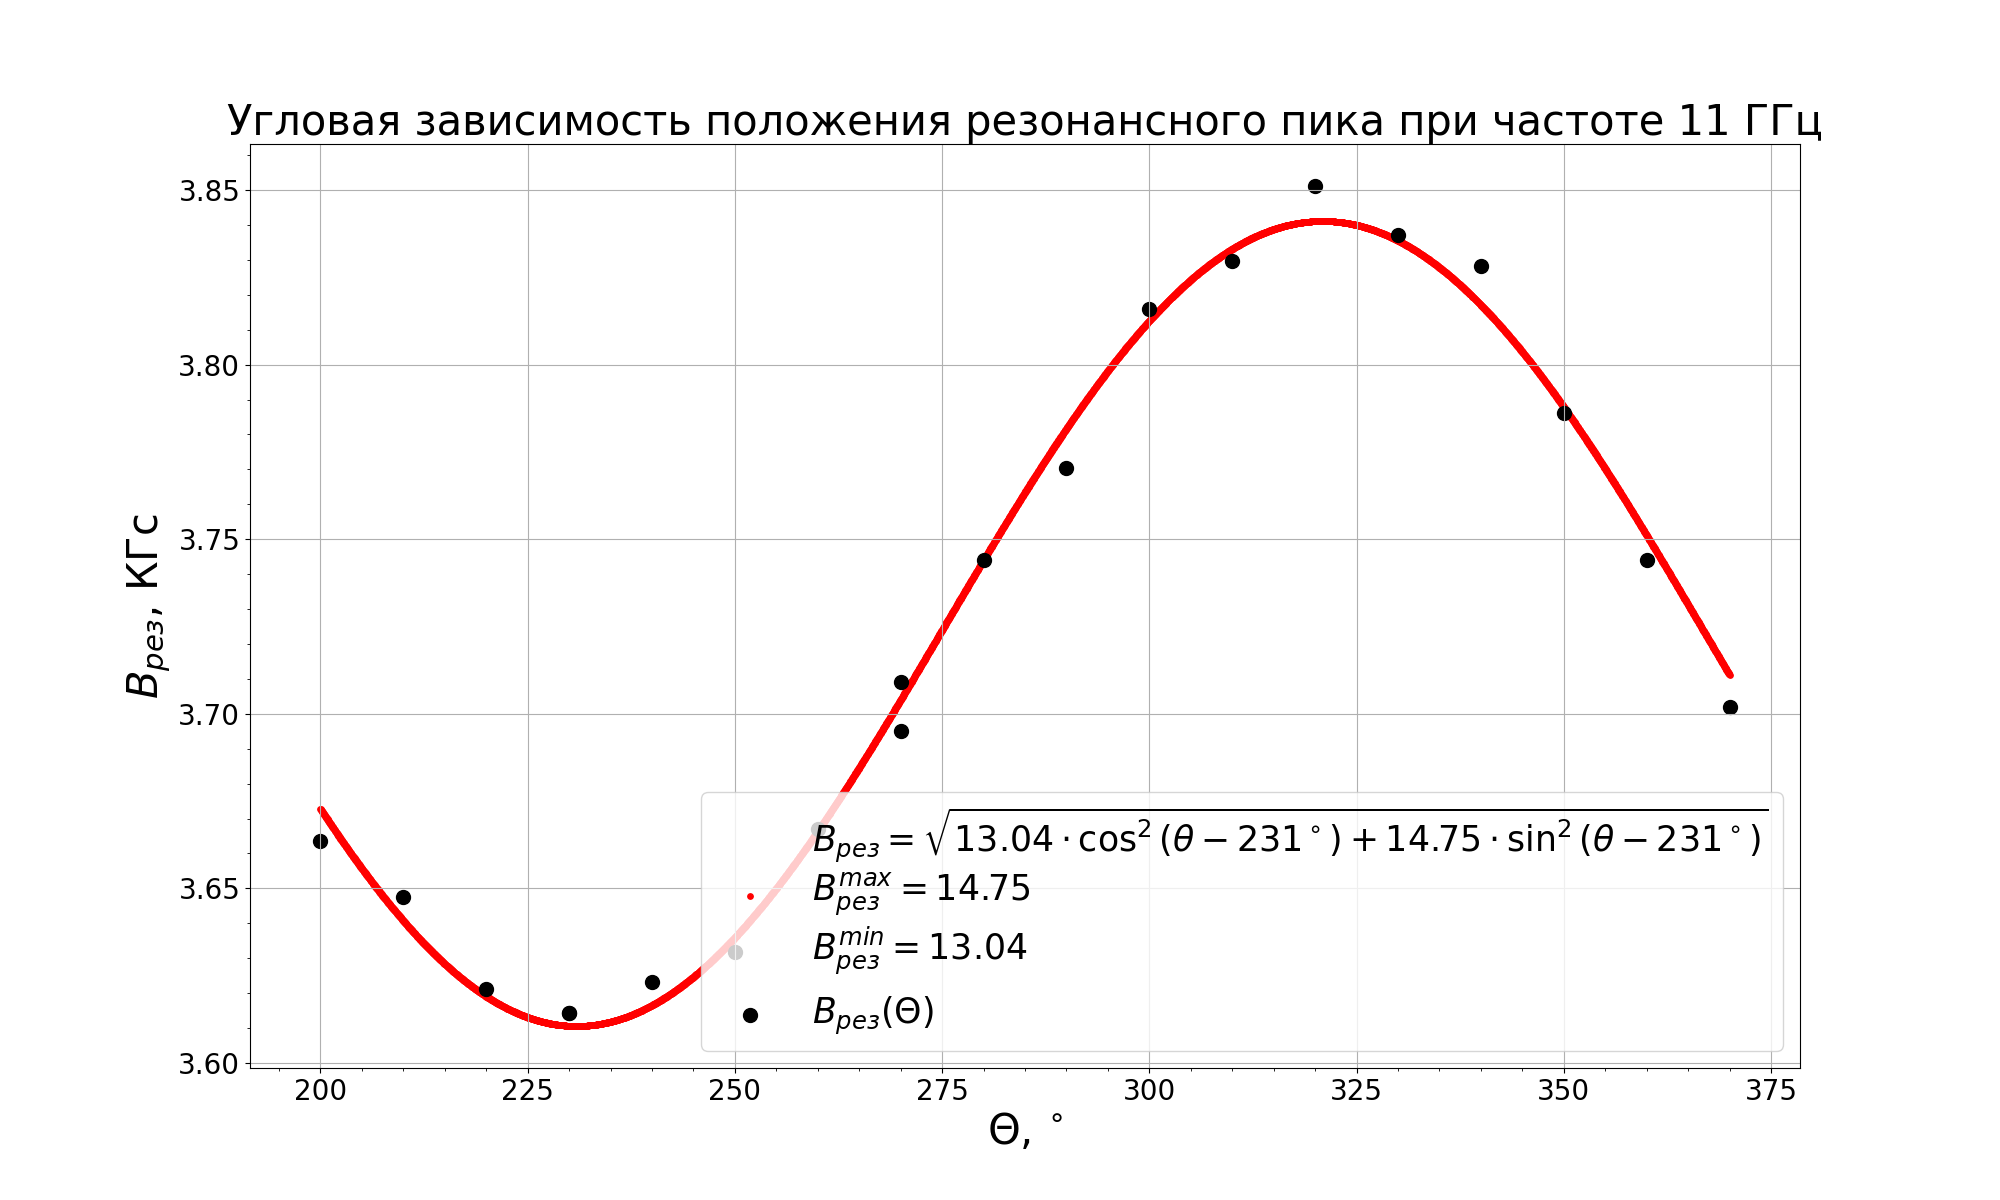 Угловая зависимость положения резонансного пика при частоте 11 ГГц
3.85
3.80
3.75
3.70
3.65
3.60
B_рез, КГс
B_рез = √(13.04 · cos² (θ − 231°) + 14.75 · sin² (θ − 231°))
B_рез^max = 14.75
B_рез^min = 13.04
B_рез(Θ)
200 225 250 275 300 325 350 375
Θ, °